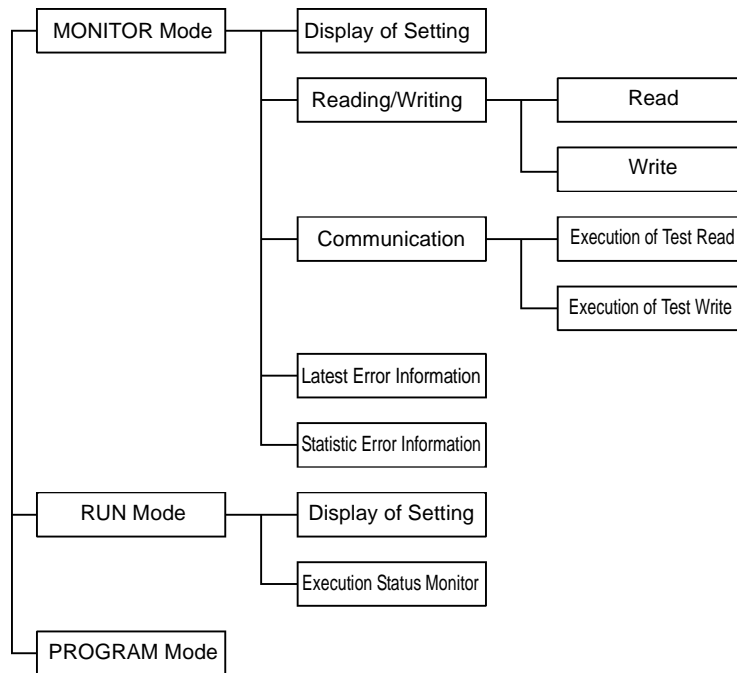 MONITOR Mode
Display of Setting
Reading/Writing
Read
Write
Communication
Execution of Test Read
Execution of Test Write
Latest Error Information
Statistic Error Information
RUN Mode
Display of Setting
Execution Status Monitor
PROGRAM Mode